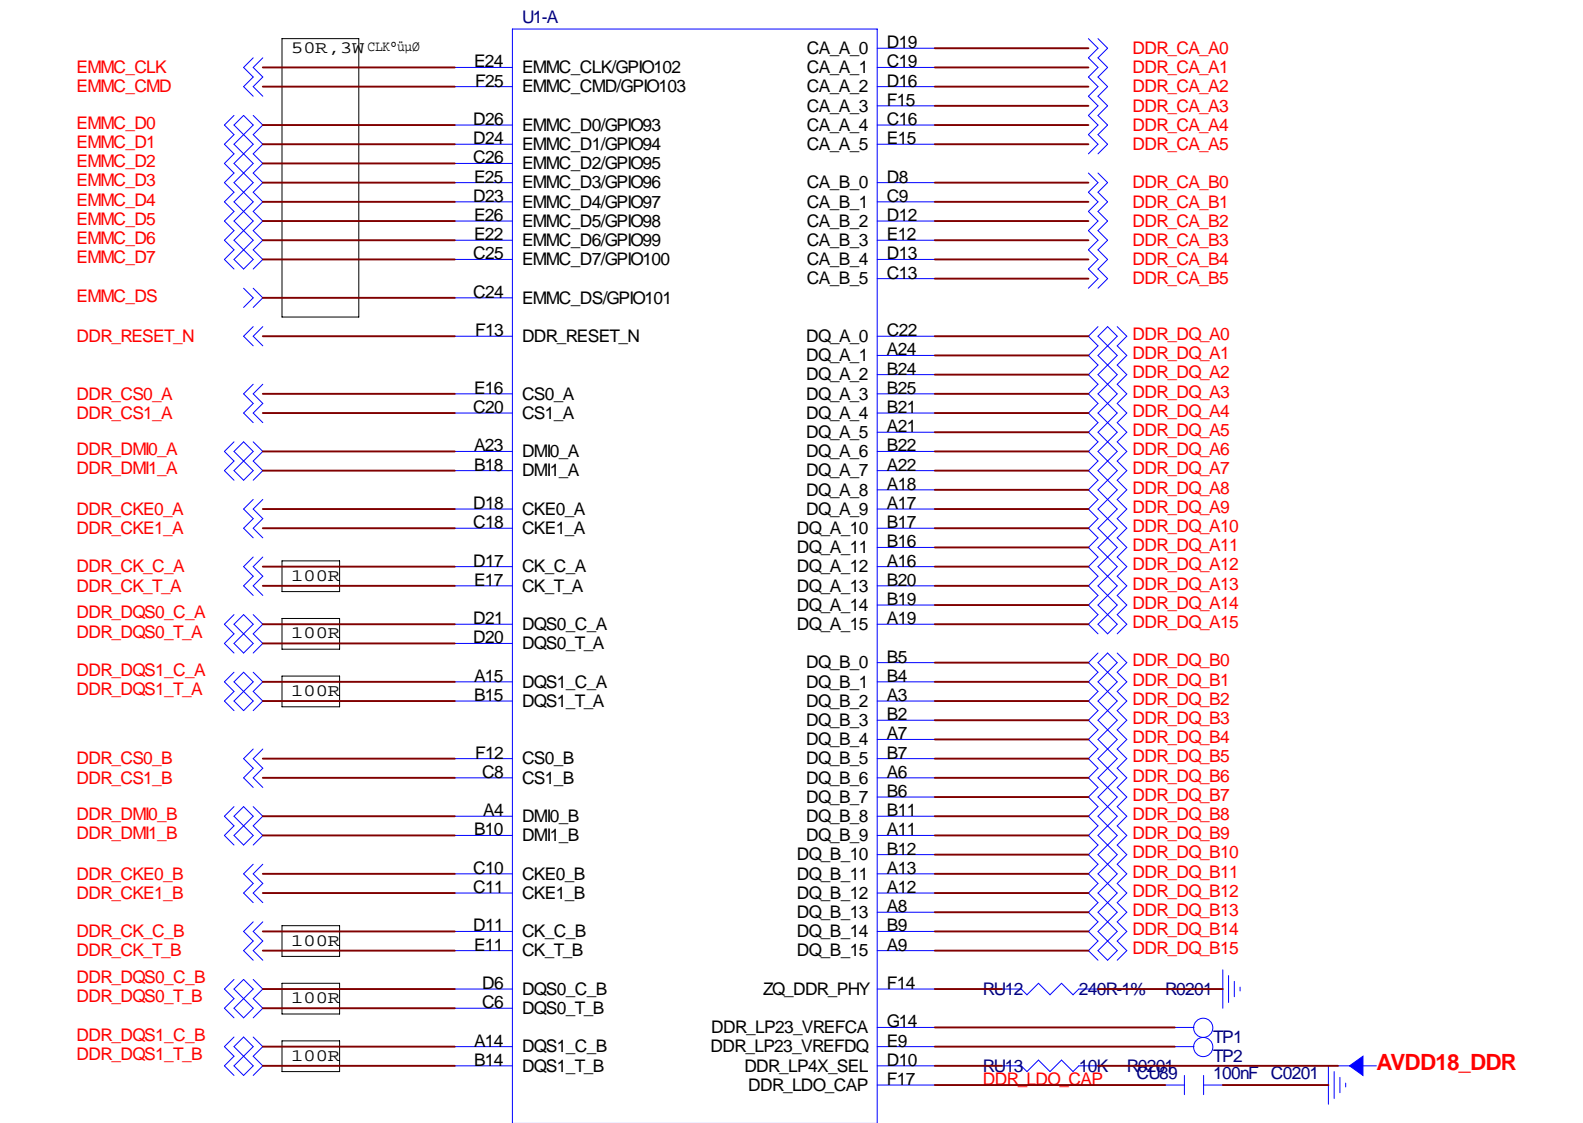 U1-A
50R,3W CLK°üµØ
EMMC_CLK E24 EMMC_CLK/GPIO102
EMMC_CMD F25 EMMC_CMD/GPIO103
EMMC_D0 D26 EMMC_D0/GPIO93
EMMC_D1 D24 EMMC_D1/GPIO94
EMMC_D2 C26 EMMC_D2/GPIO95
EMMC_D3 E25 EMMC_D3/GPIO96
EMMC_D4 D23 EMMC_D4/GPIO97
EMMC_D5 E26 EMMC_D5/GPIO98
EMMC_D6 E22 EMMC_D6/GPIO99
EMMC_D7 C25 EMMC_D7/GPIO100
EMMC_DS C24 EMMC_DS/GPIO101
DDR_RESET_N F13 DDR_RESET_N
DDR_CS0_A E16 CS0_A
DDR_CS1_A C20 CS1_A
DDR_DMI0_A A23 DMI0_A
DDR_DMI1_A B18 DMI1_A
DDR_CKE0_A D18 CKE0_A
DDR_CKE1_A C18 CKE1_A
DDR_CK_C_A D17 CK_C_A
100R
DDR_CK_T_A E17 CK_T_A
DDR_DQS0_C_A D21 DQS0_C_A
100R
DDR_DQS0_T_A D20 DQS0_T_A
DDR_DQS1_C_A A15 DQS1_C_A
100R
DDR_DQS1_T_A B15 DQS1_T_A
DDR_CS0_B F12 CS0_B
DDR_CS1_B C8 CS1_B
DDR_DMI0_B A4 DMI0_B
DDR_DMI1_B B10 DMI1_B
DDR_CKE0_B C10 CKE0_B
DDR_CKE1_B C11 CKE1_B
DDR_CK_C_B D11 CK_C_B
100R
DDR_CK_T_B E11 CK_T_B
DDR_DQS0_C_B D6 DQS0_C_B
100R
DDR_DQS0_T_B C6 DQS0_T_B
DDR_DQS1_C_B A14 DQS1_C_B
100R
DDR_DQS1_T_B B14 DQS1_T_B
CA_A_0 D19 DDR_CA_A0
CA_A_1 C19 DDR_CA_A1
CA_A_2 D16 DDR_CA_A2
CA_A_3 F15 DDR_CA_A3
CA_A_4 C16 DDR_CA_A4
CA_A_5 E15 DDR_CA_A5
CA_B_0 D8 DDR_CA_B0
CA_B_1 C9 DDR_CA_B1
CA_B_2 D12 DDR_CA_B2
CA_B_3 E12 DDR_CA_B3
CA_B_4 D13 DDR_CA_B4
CA_B_5 C13 DDR_CA_B5
DQ_A_0 C22 DDR_DQ_A0
DQ_A_1 A24 DDR_DQ_A1
DQ_A_2 B24 DDR_DQ_A2
DQ_A_3 B25 DDR_DQ_A3
DQ_A_4 B21 DDR_DQ_A4
DQ_A_5 A21 DDR_DQ_A5
DQ_A_6 B22 DDR_DQ_A6
DQ_A_7 A22 DDR_DQ_A7
DQ_A_8 A18 DDR_DQ_A8
DQ_A_9 A17 DDR_DQ_A9
DQ_A_10 B17 DDR_DQ_A10
DQ_A_11 B16 DDR_DQ_A11
DQ_A_12 A16 DDR_DQ_A12
DQ_A_13 B20 DDR_DQ_A13
DQ_A_14 B19 DDR_DQ_A14
DQ_A_15 A19 DDR_DQ_A15
DQ_B_0 B5 DDR_DQ_B0
DQ_B_1 B4 DDR_DQ_B1
DQ_B_2 A3 DDR_DQ_B2
DQ_B_3 B2 DDR_DQ_B3
DQ_B_4 A7 DDR_DQ_B4
DQ_B_5 B7 DDR_DQ_B5
DQ_B_6 A6 DDR_DQ_B6
DQ_B_7 B6 DDR_DQ_B7
DQ_B_8 B11 DDR_DQ_B8
DQ_B_9 A11 DDR_DQ_B9
DQ_B_10 B12 DDR_DQ_B10
DQ_B_11 A13 DDR_DQ_B11
DQ_B_12 A12 DDR_DQ_B12
DQ_B_13 A8 DDR_DQ_B13
DQ_B_14 B9 DDR_DQ_B14
DQ_B_15 A9 DDR_DQ_B15
ZQ_DDR_PHY F14 RU12 240R-1% R0201
DDR_LP23_VREFCA G14 TP1
DDR_LP23_VREFDQ E9 TP2
DDR_LP4X_SEL D10 RU13 10K R0201 AVDD18_DDR
DDR_LDO_CAP F17 DDR_LDO_CAP C089 100nF C0201